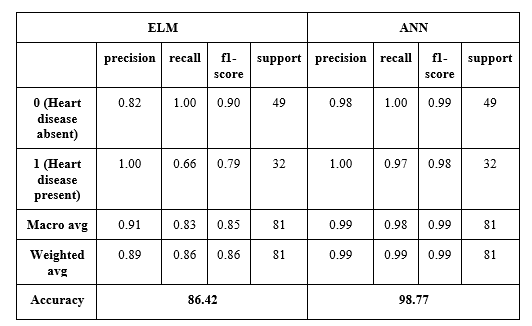 ELM ANN
precision recall f1-score support precision recall f1-score support
0 (Heart disease absent) 0.82 1.00 0.90 49 0.98 1.00 0.99 49
1 (Heart disease present) 1.00 0.66 0.79 32 1.00 0.97 0.98 32
Macro avg 0.91 0.83 0.85 81 0.99 0.98 0.99 81
Weighted avg 0.89 0.86 0.86 81 0.99 0.99 0.99 81
Accuracy 86.42 98.77